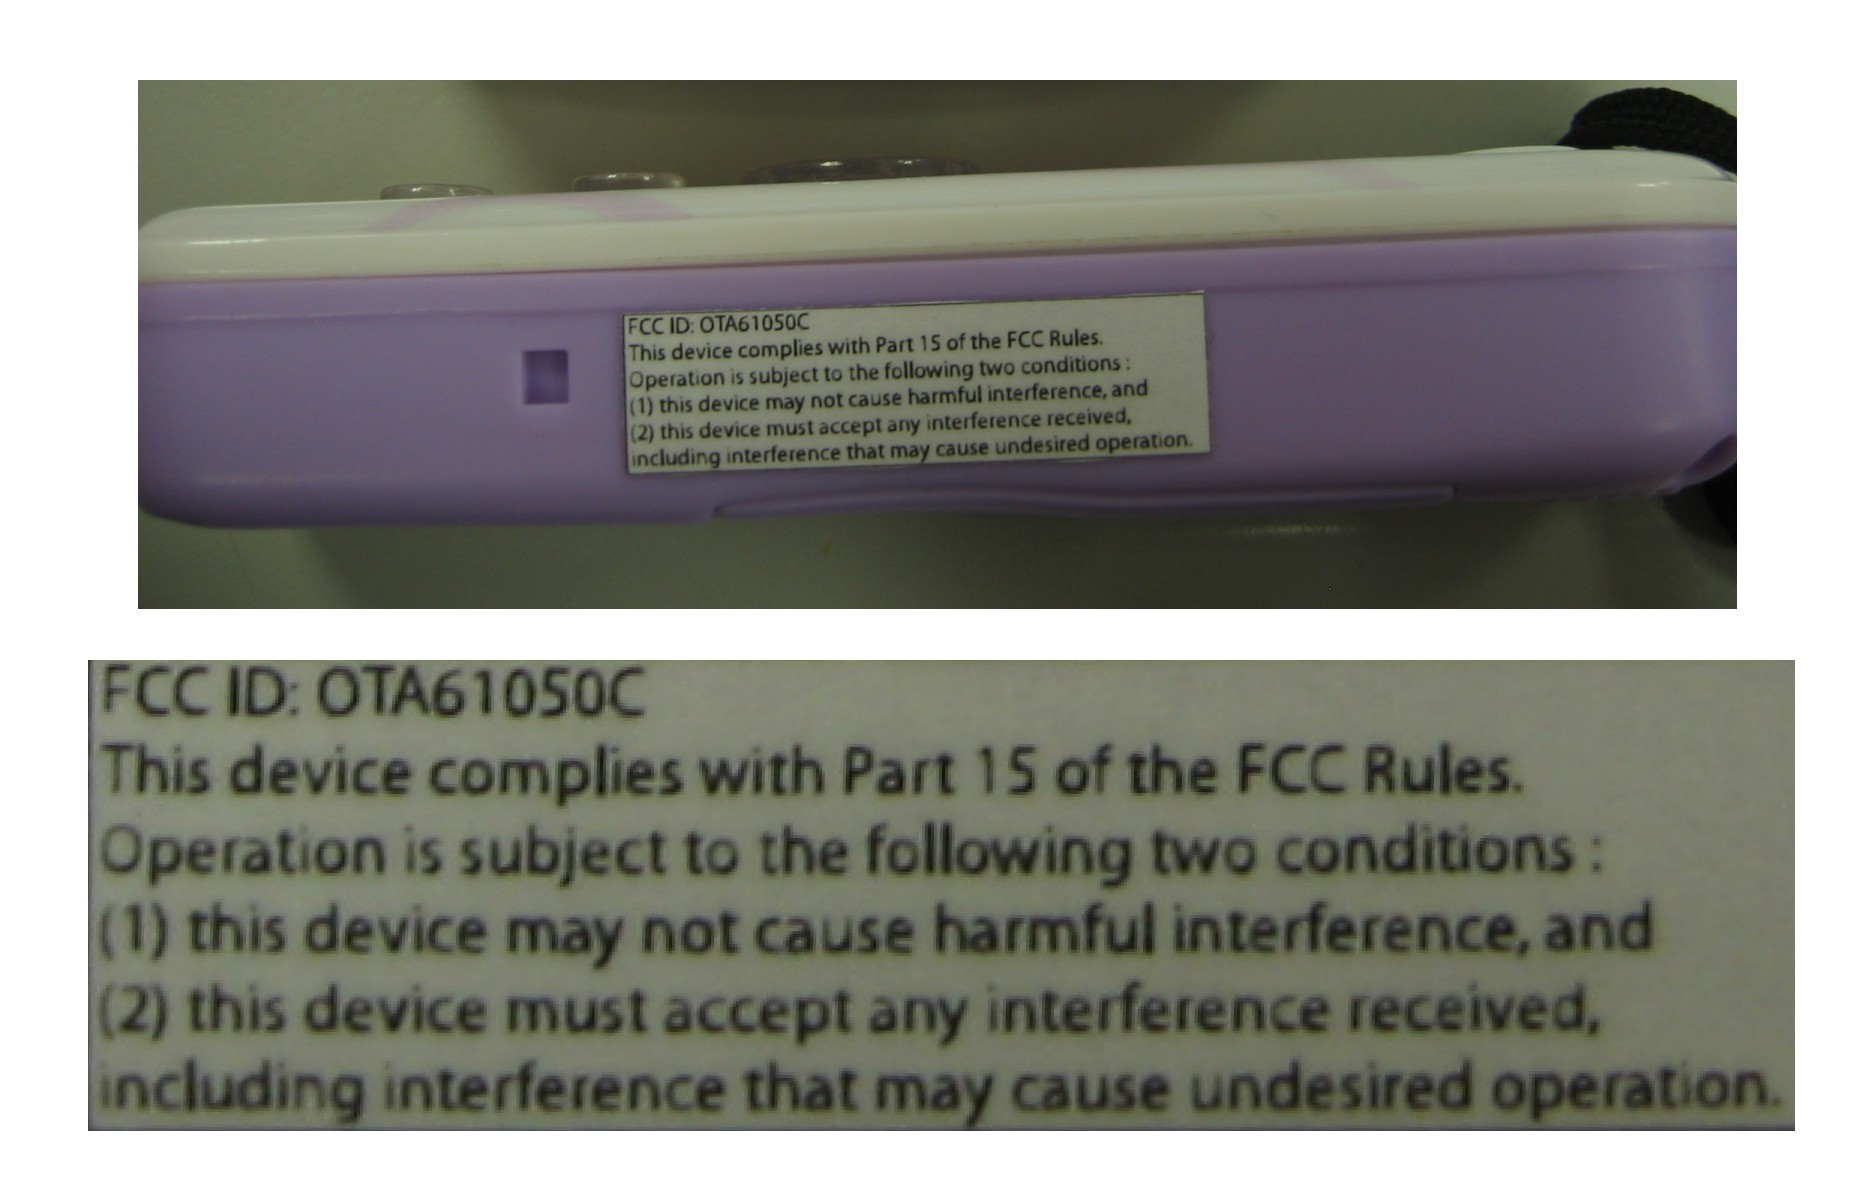 FCC ID: OTA61050C
This device complies with Part 15 of the FCC Rules.
Operation is subject to the following two conditions :
(1) this device may not cause harmful interference, and
(2) this device must accept any interference received,
including interference that may cause undesired operation.
FCC ID: OTA61050C
This device complies with Part 15 of the FCC Rules.
Operation is subject to the following two conditions :
(1) this device may not cause harmful interference, and
(2) this device must accept any interference received,
including interference that may cause undesired operation.